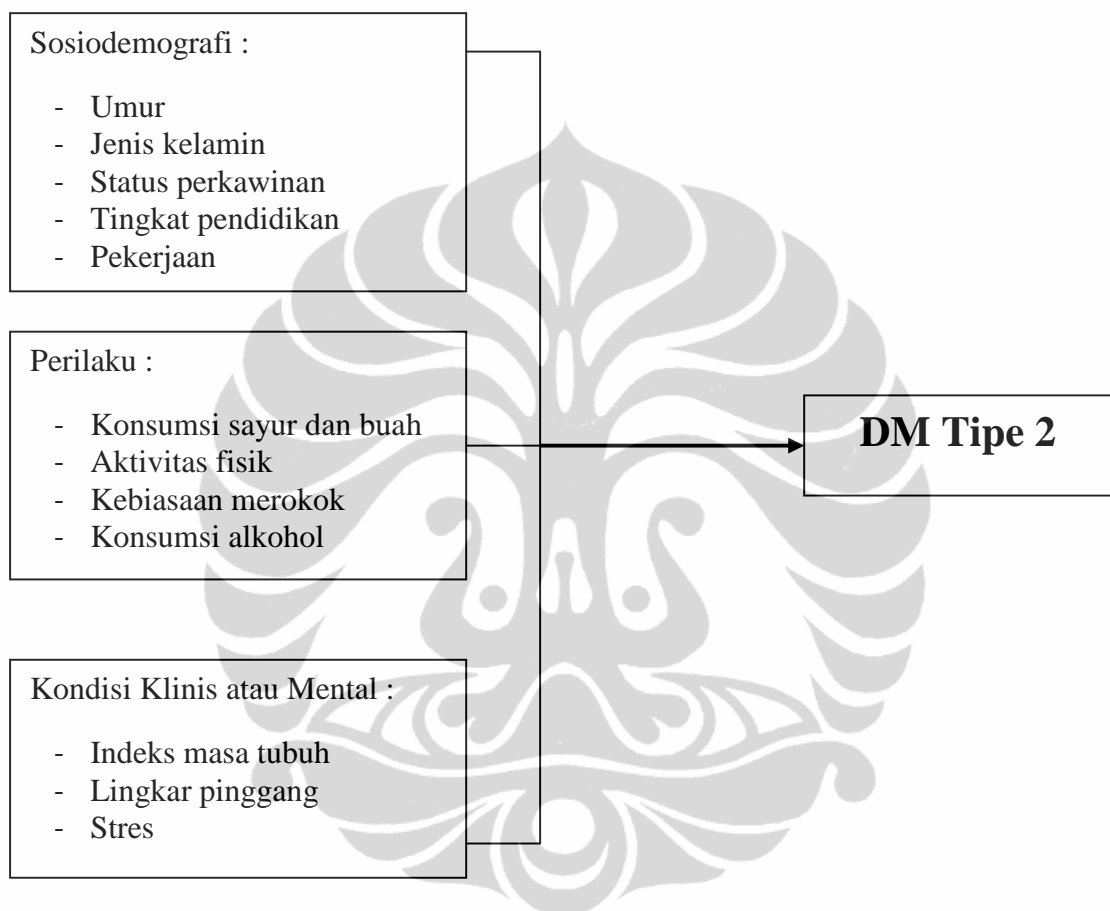 Sosiodemografi :
- Umur
- Jenis kelamin
- Status perkawinan
- Tingkat pendidikan
- Pekerjaan
Perilaku :
- Konsumsi sayur dan buah
- Aktivitas fisik
- Kebiasaan merokok
- Konsumsi alkohol
Kondisi Klinis atau Mental :
- Indeks masa tubuh
- Lingkar pinggang
- Stres
DM Tipe 2